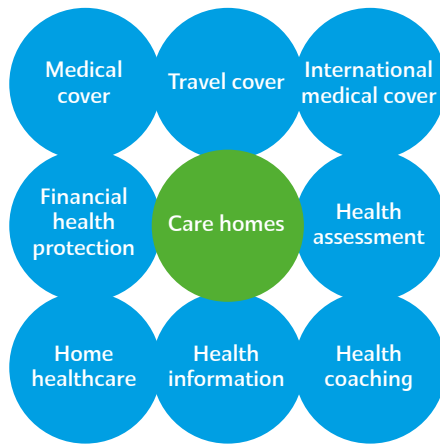 Medical
cover
Travel cover
International
medical cover
Financial
health
protection
Care homes
Health
assessment
Home
healthcare
Health
information
Health
coaching